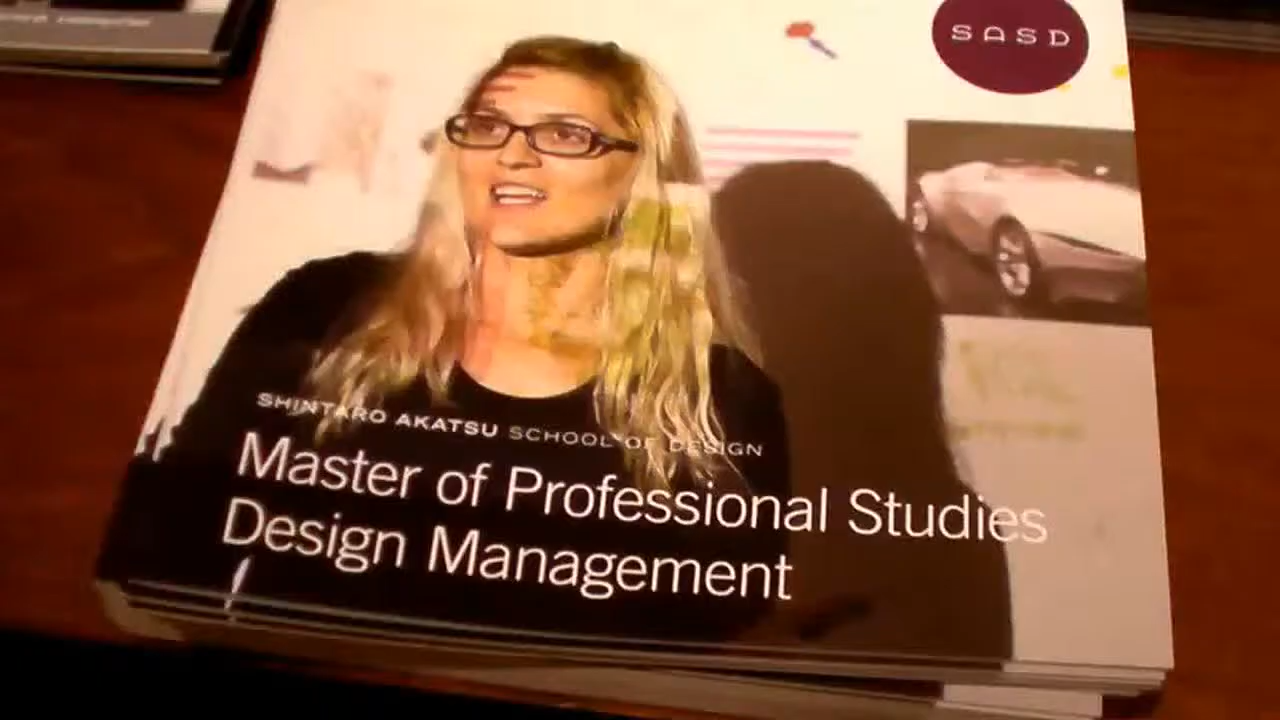 SASD
SHINTARO AKATSU SCHOOL OF DESIGN
Master of Professional Studies
Design Management